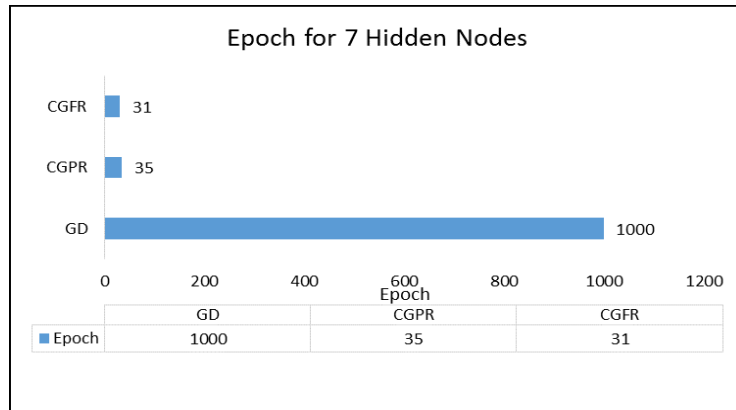 Epoch for 7 Hidden Nodes
CGFR 31
CGPR 35
GD 1000
0 200 400 600 800 1000 1200
Epoch
GD CGPR CGFR
Epoch 1000 35 31